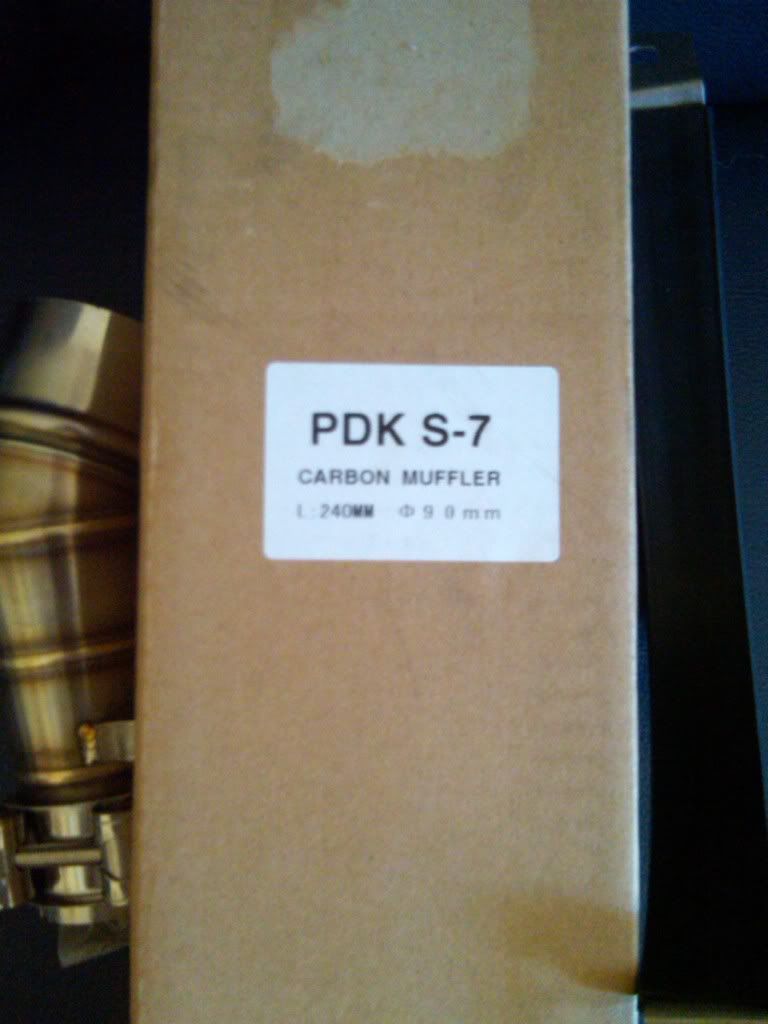 PDK S-7
CARBON MUFFLER
L:240MM Φ90mm